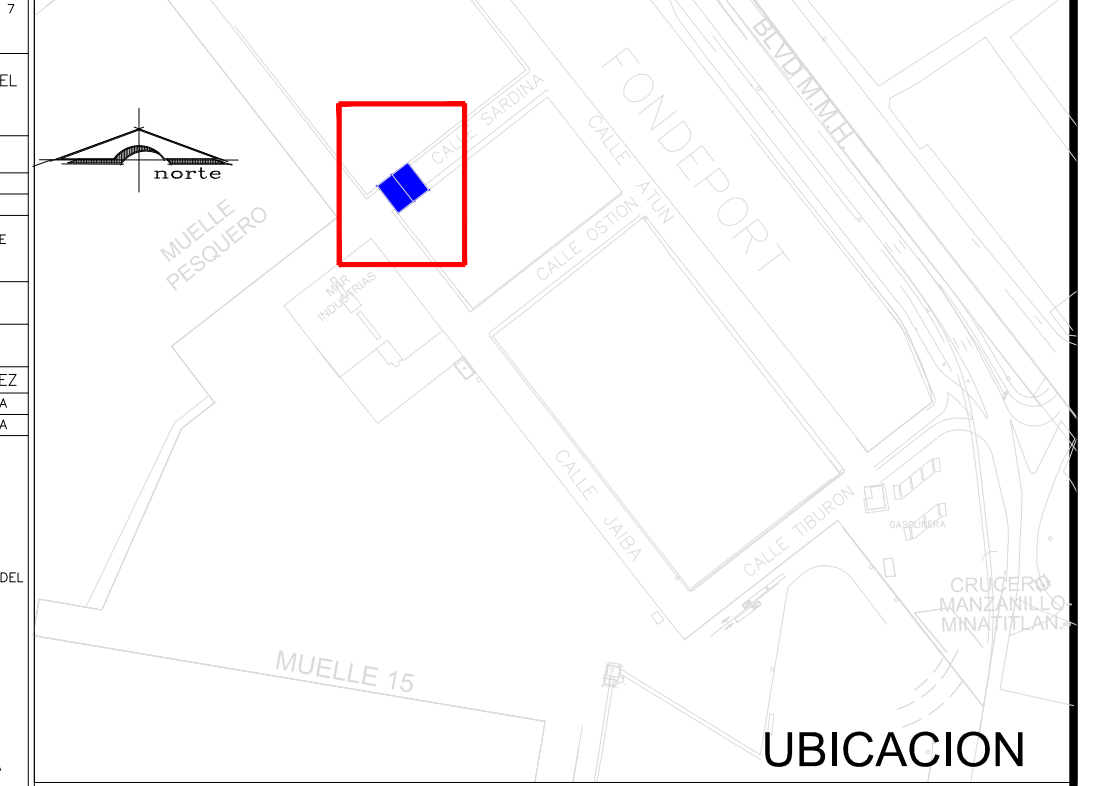 7
EL
E
EZ
A
A
DEL
norte
MUELLE
PESQUERO
MAR
INDUSTRIAS
CALLE SARDINA
CALLE ATUN
CALLE OSTION
FONDEPORT
BLVD.M.M.H.
CALLE JAIBA
CALLE TIBURON
GASOLINERA
CRUCERO
MANZANILLO-
MINATITLAN.
MUELLE 15
UBICACION